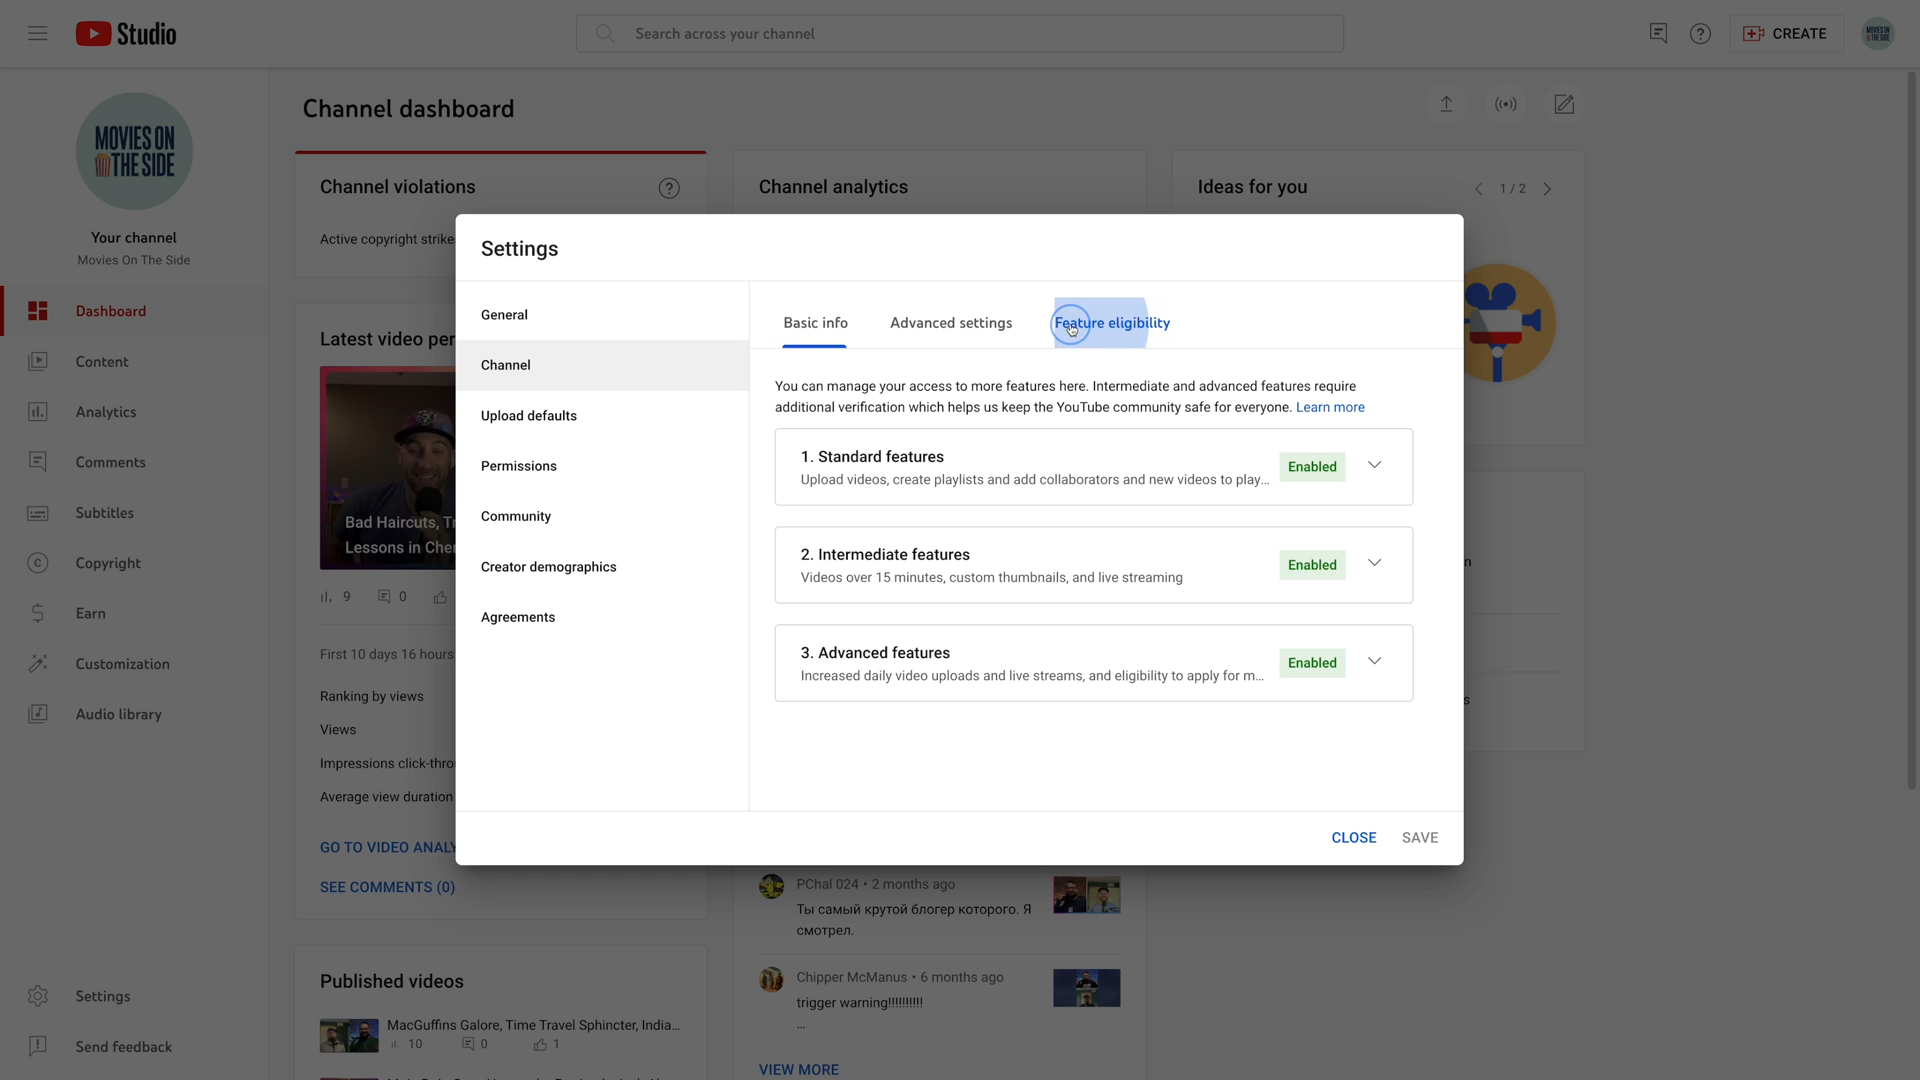 Studio
Search across your channel
CREATE
MOVIES ON
THE SIDE
Your channel
Movies On The Side
Dashboard
Content
Analytics
Comments
Subtitles
Copyright
Earn
Customization
Audio library
Settings
Send feedback
Channel dashboard
Channel violations
Active copyright strike
Channel analytics
Ideas for you
1 / 2
Latest video per
Bad Haircuts, Tr
Lessons in Cher
9 0
First 10 days 16 hours
Ranking by views
Views
Impressions click-thro
Average view duration
GO TO VIDEO ANALY
SEE COMMENTS (0)
Published videos
MacGuffins Galore, Time Travel Sphincter, India...
10 0 1
Settings
General
Channel
Upload defaults
Permissions
Community
Creator demographics
Agreements
Basic info Advanced settings Feature eligibility
You can manage your access to more features here. Intermediate and advanced features require
additional verification which helps us keep the YouTube community safe for everyone. Learn more
1. Standard features
Upload videos, create playlists and add collaborators and new videos to play...
Enabled
2. Intermediate features
Videos over 15 minutes, custom thumbnails, and live streaming
Enabled
3. Advanced features
Increased daily video uploads and live streams, and eligibility to apply for m...
Enabled
CLOSE SAVE
PChal 024 • 2 months ago
Ты самый крутой блогер которого. Я
смотрел.
Chipper McManus • 6 months ago
trigger warning!!!!!!!!!!
...
VIEW MORE